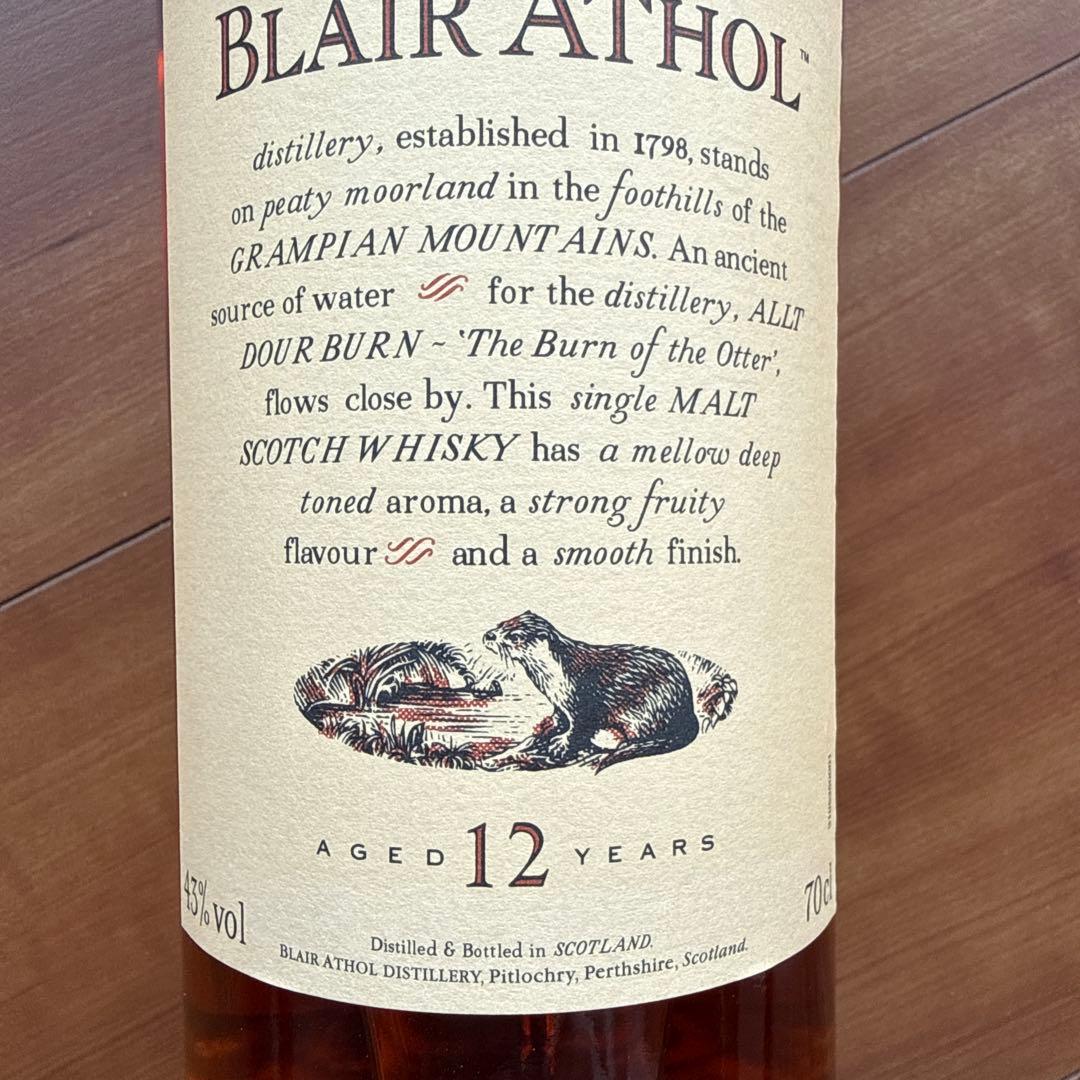 BLAIR ATHOL™
distillery, established in 1798, stands
on peaty moorland in the foothills of the
GRAMPIAN MOUNTAINS. An ancient
source of water for the distillery, ALLT
DOUR BURN ~ ‘The Burn of the Otter’,
flows close by. This single MALT
SCOTCH WHISKY has a mellow deep
toned aroma, a strong fruity
flavour and a smooth finish.
AGED 12 YEARS
43% vol
70cl
Distilled & Bottled in SCOTLAND.
BLAIR ATHOL DISTILLERY, Pitlochry, Perthshire, Scotland.